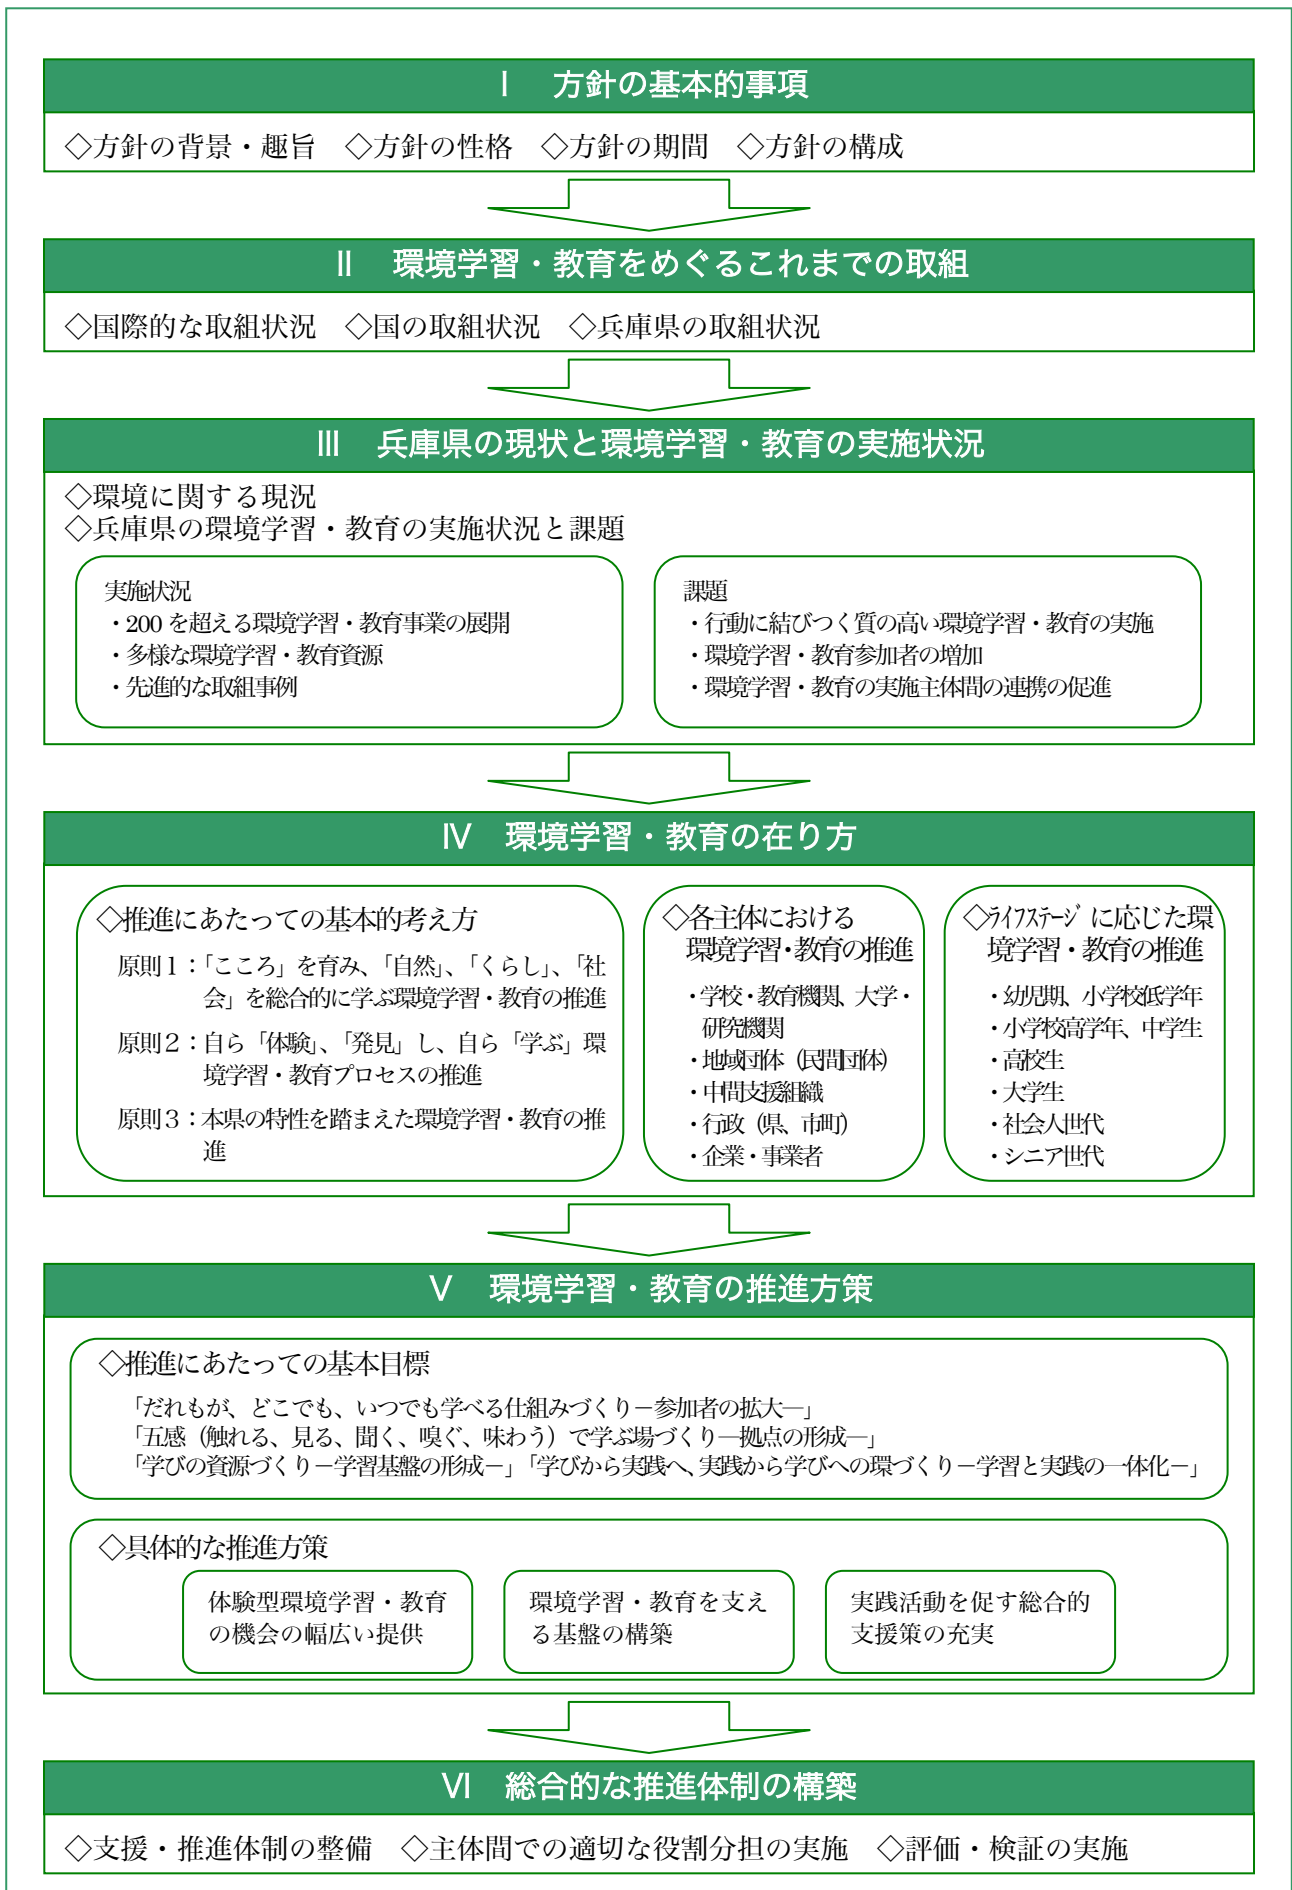 Ⅰ　方針の基本的事項
◇方針の背景・趣旨　◇方針の性格　◇方針の期間　◇方針の構成
Ⅱ　環境学習・教育をめぐるこれまでの取組
◇国際的な取組状況　◇国の取組状況　◇兵庫県の取組状況
Ⅲ　兵庫県の現状と環境学習・教育の実施状況
◇環境に関する現況
◇兵庫県の環境学習・教育の実施状況と課題
実施状況
・200 を超える環境学習・教育事業の展開
・多様な環境学習・教育資源
・先進的な取組事例
課題
・行動に結びつく質の高い環境学習・教育の実施
・環境学習・教育参加者の増加
・環境学習・教育の実施主体間の連携の促進
Ⅳ　環境学習・教育の在り方
◇推進にあたっての基本的考え方
原則１：「こころ」を育み、「自然」、「くらし」、「社
会」を総合的に学ぶ環境学習・教育の推進
原則２：自ら「体験」、「発見」し、自ら「学ぶ」環
境学習・教育プロセスの推進
原則３：本県の特性を踏まえた環境学習・教育の推
進
◇各主体における
環境学習・教育の推進
・学校・教育機関、大学・
研究機関
・地域団体（民間団体）
・中間支援組織
・行政（県、市町）
・企業・事業者
◇ﾗｲﾌｽﾃｰｼﾞに応じた環
境学習・教育の推進
・幼児期、小学校低学年
・小学校高学年、中学生
・高校生
・大学生
・社会人世代
・シニア世代
Ⅴ　環境学習・教育の推進方策
◇推進にあたっての基本目標
「だれもが、どこでも、いつでも学べる仕組みづくり－参加者の拡大―」
「五感（触れる、見る、聞く、嗅ぐ、味わう）で学ぶ場づくり―拠点の形成―」
「学びの資源づくり－学習基盤の形成－」「学びから実践へ、実践から学びへの環づくり－学習と実践の一体化－」
◇具体的な推進方策
体験型環境学習・教育
の機会の幅広い提供
環境学習・教育を支え
る基盤の構築
実践活動を促す総合的
支援策の充実
Ⅵ　総合的な推進体制の構築
◇支援・推進体制の整備　◇主体間での適切な役割分担の実施　◇評価・検証の実施